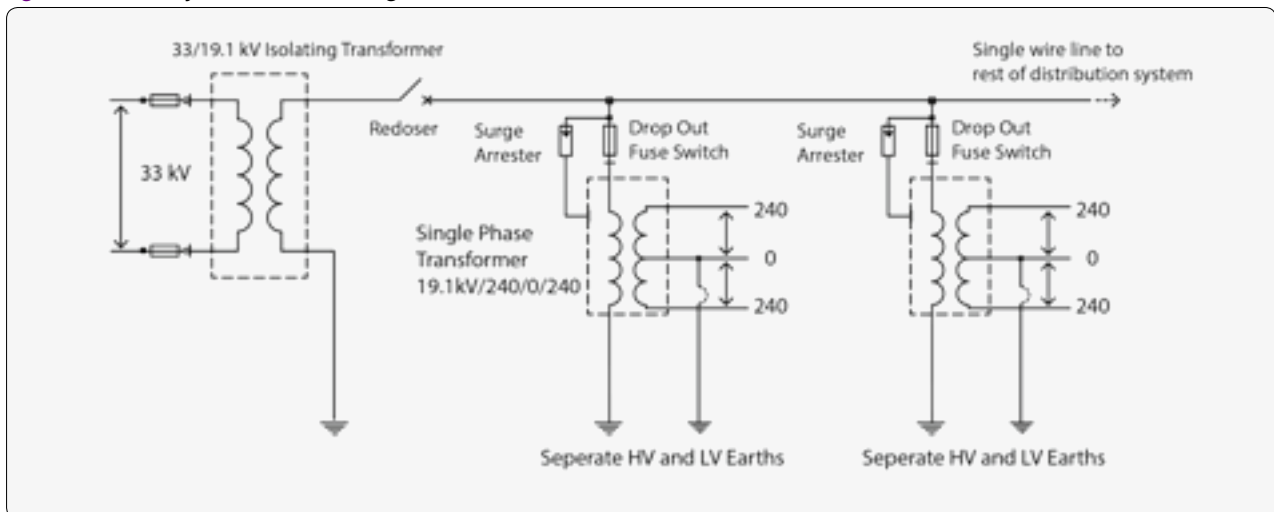 33/19.1 kV Isolating Transformer
Single wire line to
rest of distribution system
Redoser
Surge
Arrester
Drop Out
Fuse Switch
Surge
Arrester
Drop Out
Fuse Switch
33 kV
Single Phase
Transformer
19.1kV/240/0/240
240
0
240
240
0
240
Seperate HV and LV Earths
Seperate HV and LV Earths